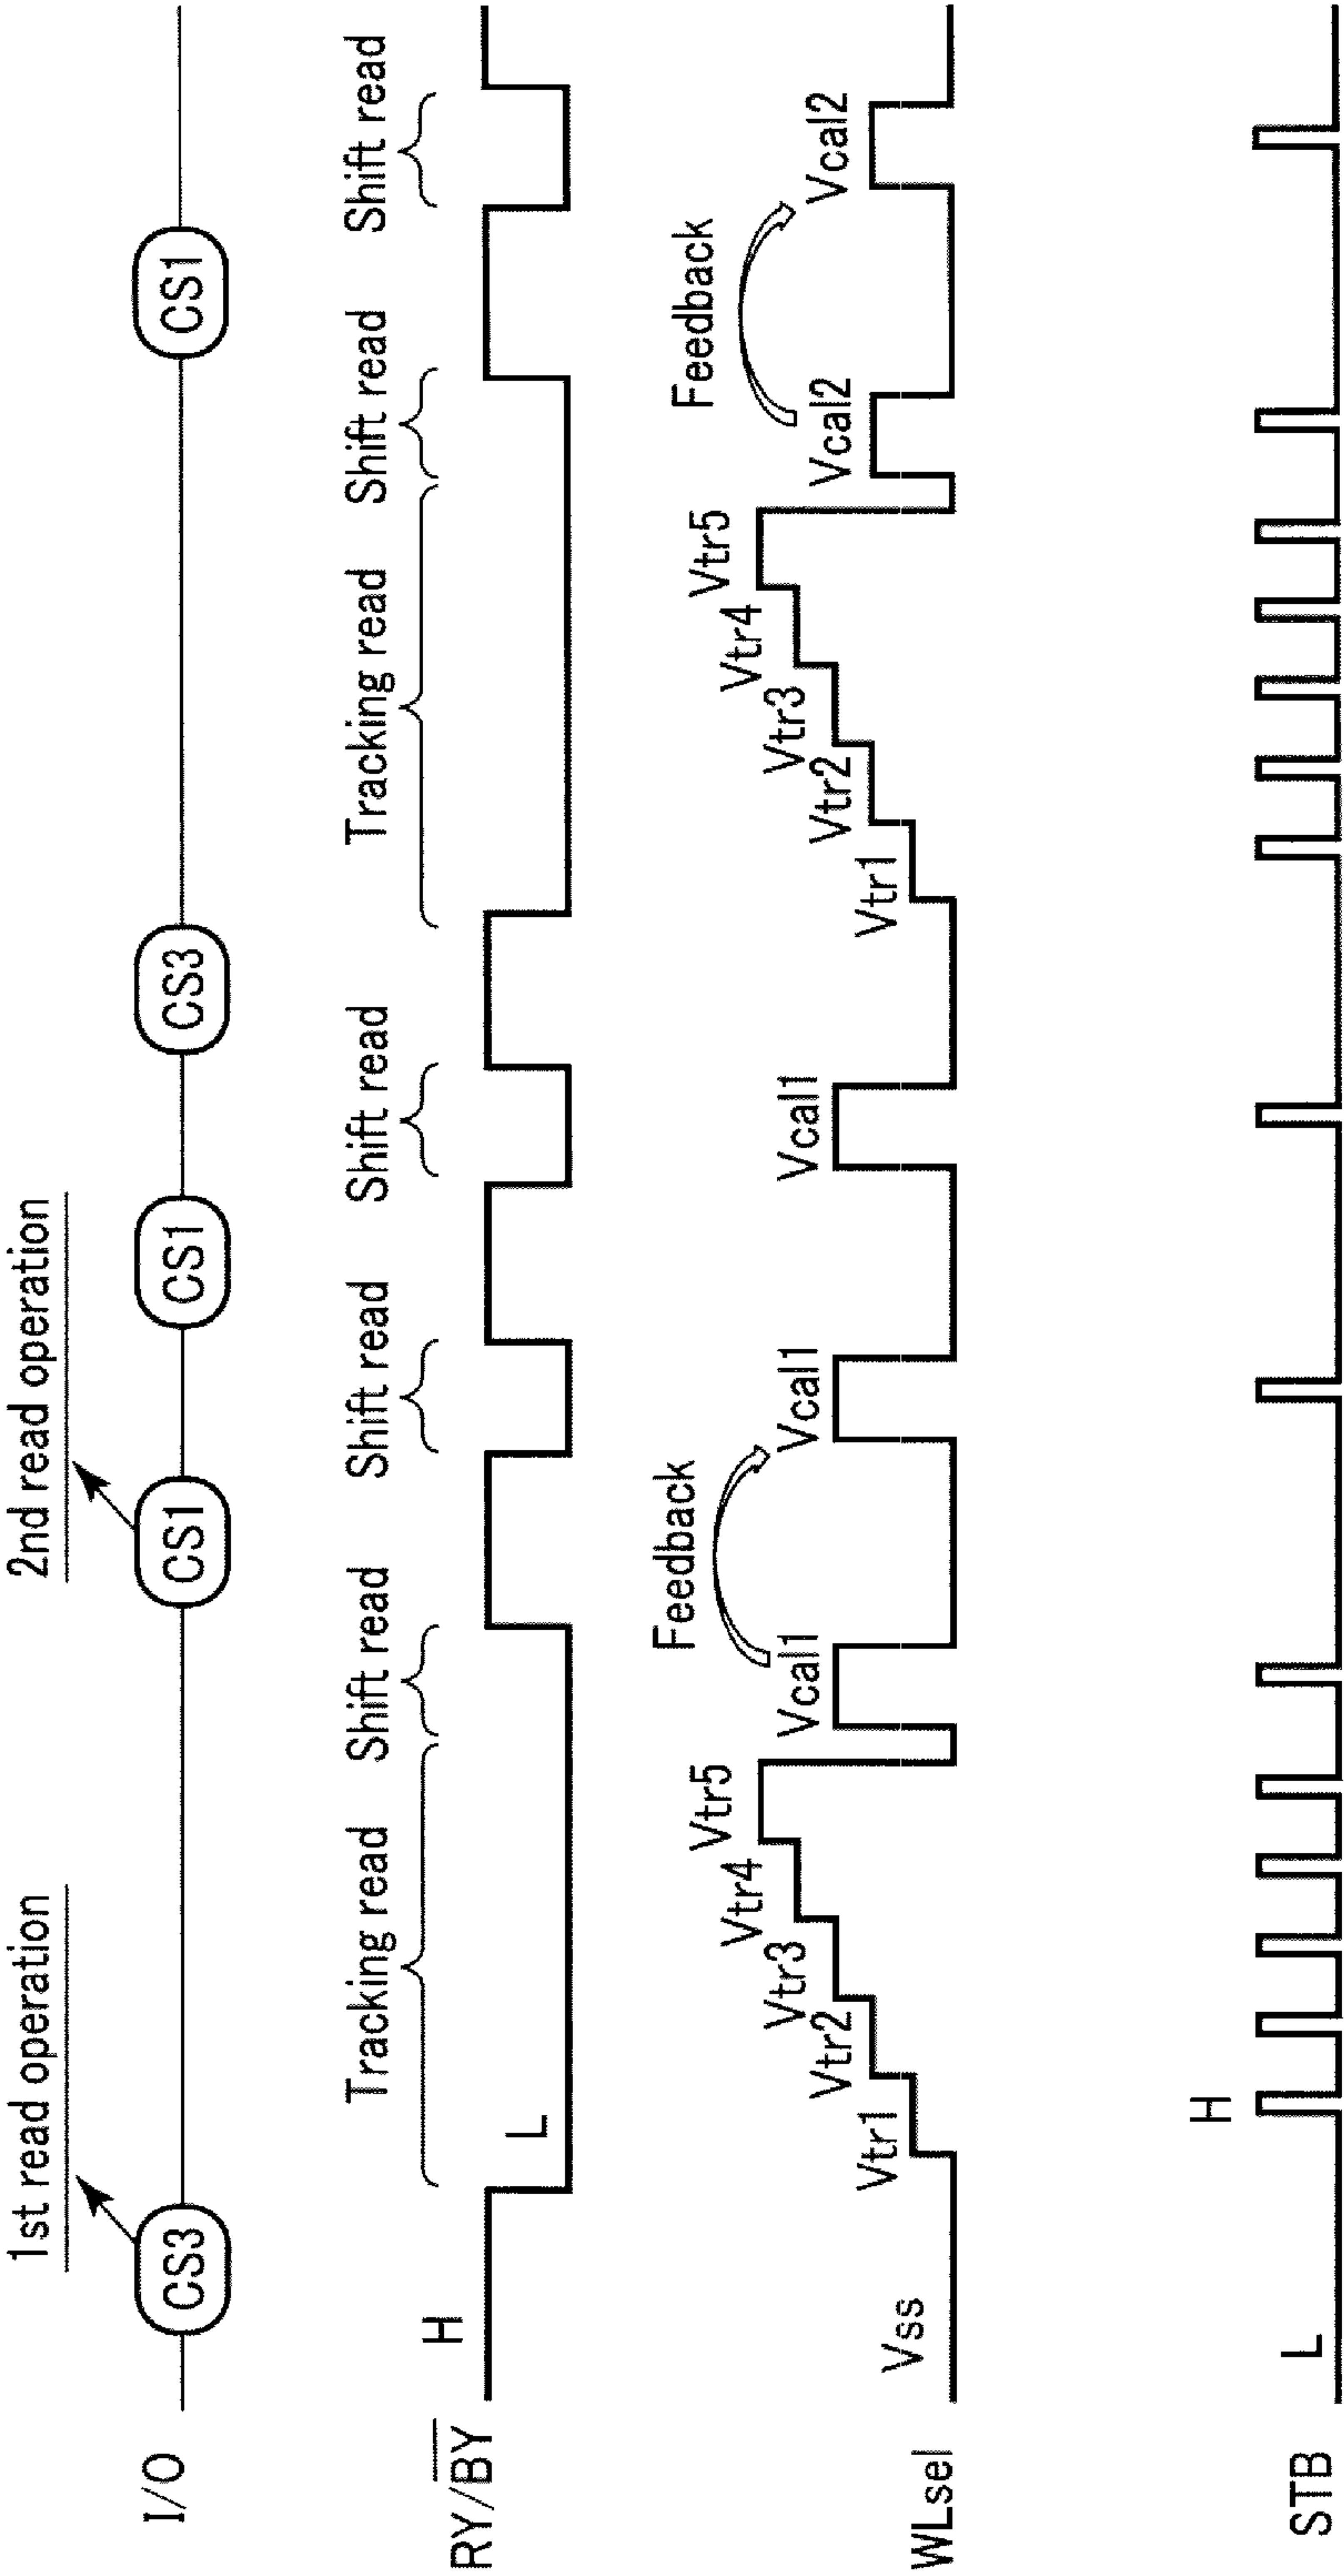 1st read operation
2nd read operation
I/O
CS3
CS1
CS1
CS3
CS1
RY/BY
H
L
Tracking read
Shift read
Shift read
Shift read
Tracking read
Shift read
Shift read
WLsel
Vss
Vtr1
Vtr2
Vtr3
Vtr4
Vtr5
Vcal1
Feedback
Vcal1
Vcal1
Vtr1
Vtr2
Vtr3
Vtr4
Vtr5
Vcal2
Feedback
Vcal2
STB
L
H